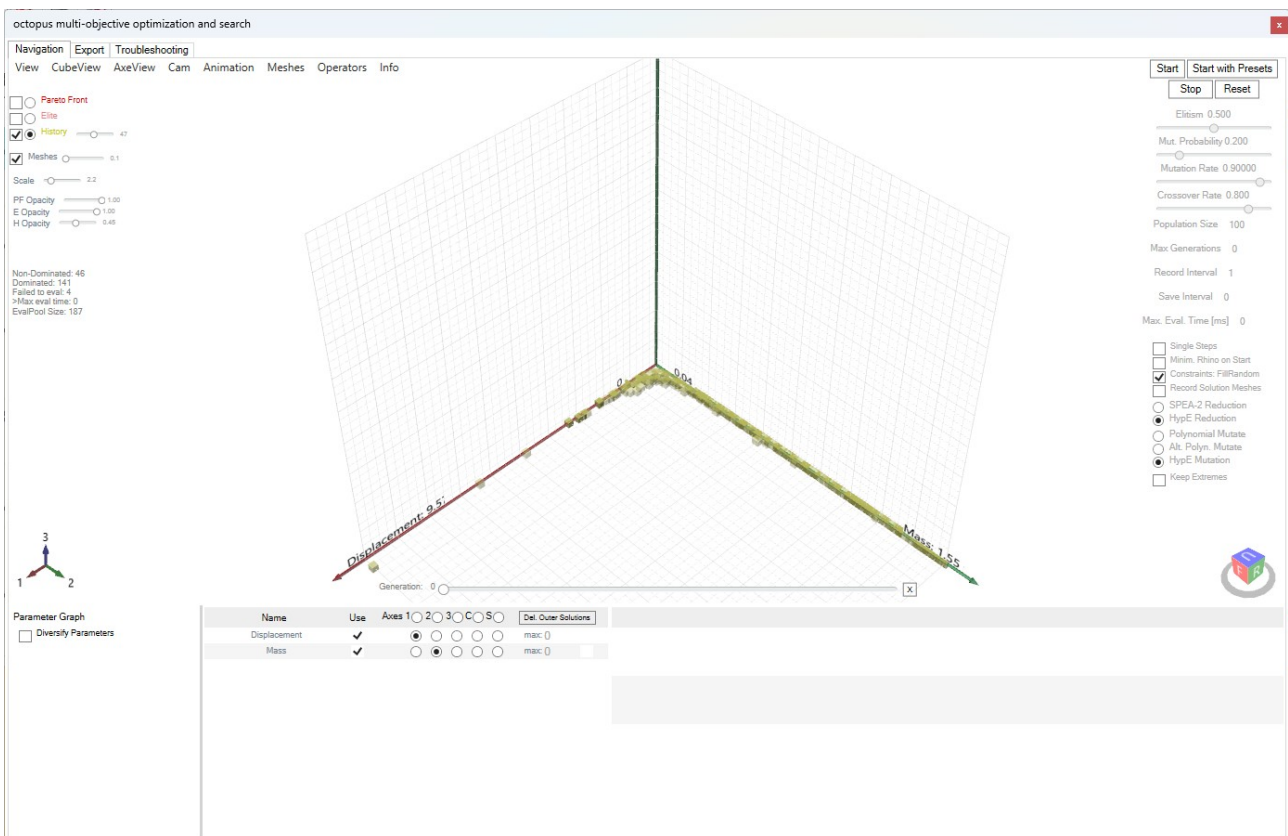 octopus multi-objective optimization and search
x
Navigation Export Troubleshooting
View CubeView AxeView Cam Animation Meshes Operators Info
Pareto Front
Elite
History 47
Meshes 0.1
Scale 2.2
PF Opacity 1.00
E Opacity 1.00
H Opacity 0.45
Non-Dominated: 46
Dominated: 141
Failed to eval: 4
>Max eval time: 0
EvalPool Size: 187
Start Start with Presets
Stop Reset
Elitism 0.500
Mut. Probability 0.200
Mutation Rate 0.90000
Crossover Rate 0.800
Population Size 100
Max Generations 0
Record Interval 1
Save Interval 0
Max. Eval. Time [ms] 0
Single Steps
Minim. Rhino on Start
Constraints: FillRandom
Record Solution Meshes
SPEA-2 Reduction
HypE Reduction
Polynomial Mutate
Alt. Polyn. Mutate
HypE Mutation
Keep Extremes
0.04
Displacement: 9.5
Mass: 1.55
3
1 2
Generation: 0
X
F R
Parameter Graph
Diversify Parameters
Name Use Axes 1 2 3 C S Del. Outer Solutions
Displacement max: ()
Mass max: ()